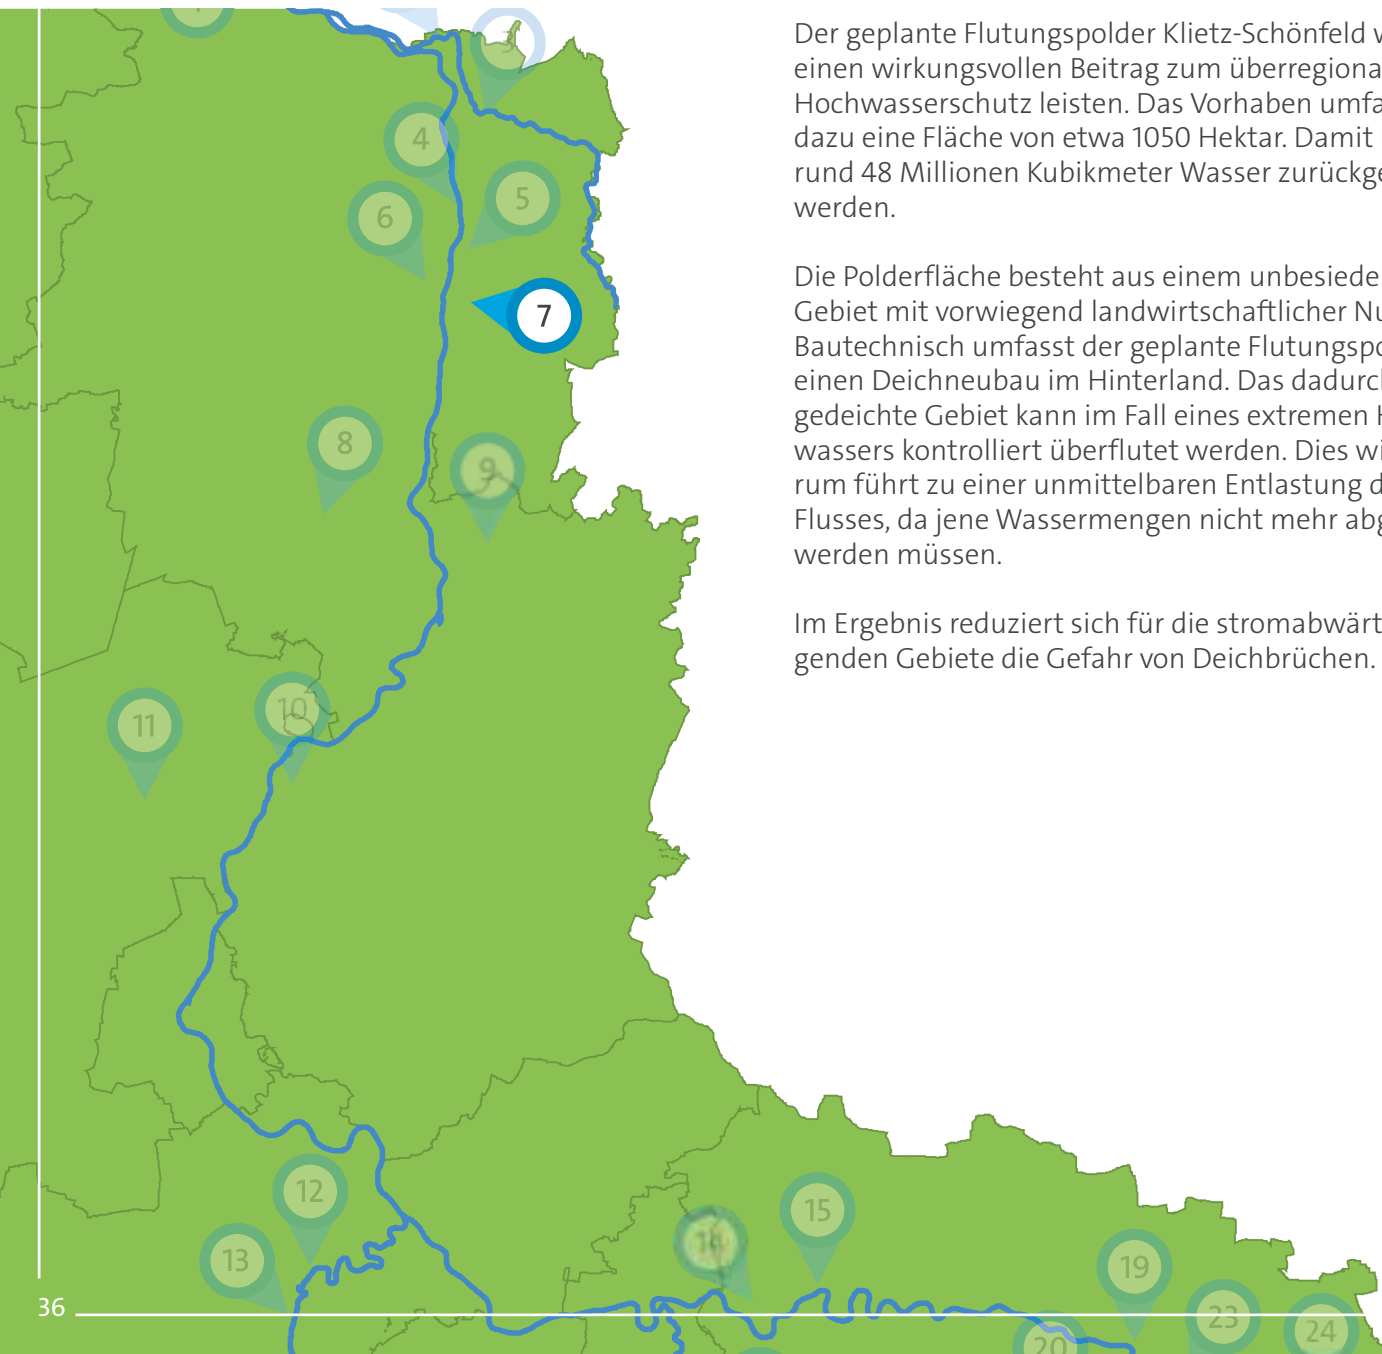 Der geplante Flutungspolder Klietz-Schönfeld
einen wirkungsvollen Beitrag zum überregiona
Hochwasserschutz leisten. Das Vorhaben umfa
dazu eine Fläche von etwa 1050 Hektar. Damit
rund 48 Millionen Kubikmeter Wasser zurückge
werden.
Die Polderfläche besteht aus einem unbesiede
Gebiet mit vorwiegend landwirtschaftlicher Nu
Bautechnisch umfasst der geplante Flutungspo
einen Deichneubau im Hinterland. Das dadurch
gedeichte Gebiet kann im Fall eines extremen H
wassers kontrolliert überflutet werden. Dies wi
rum führt zu einer unmittelbaren Entlastung d
Flusses, da jene Wassermengen nicht mehr abg
werden müssen.
Im Ergebnis reduziert sich für die stromabwärt
genden Gebiete die Gefahr von Deichbrüchen.
3
4
5
6
7
8
9
10
11
12
13
15
19
20
23
24
36